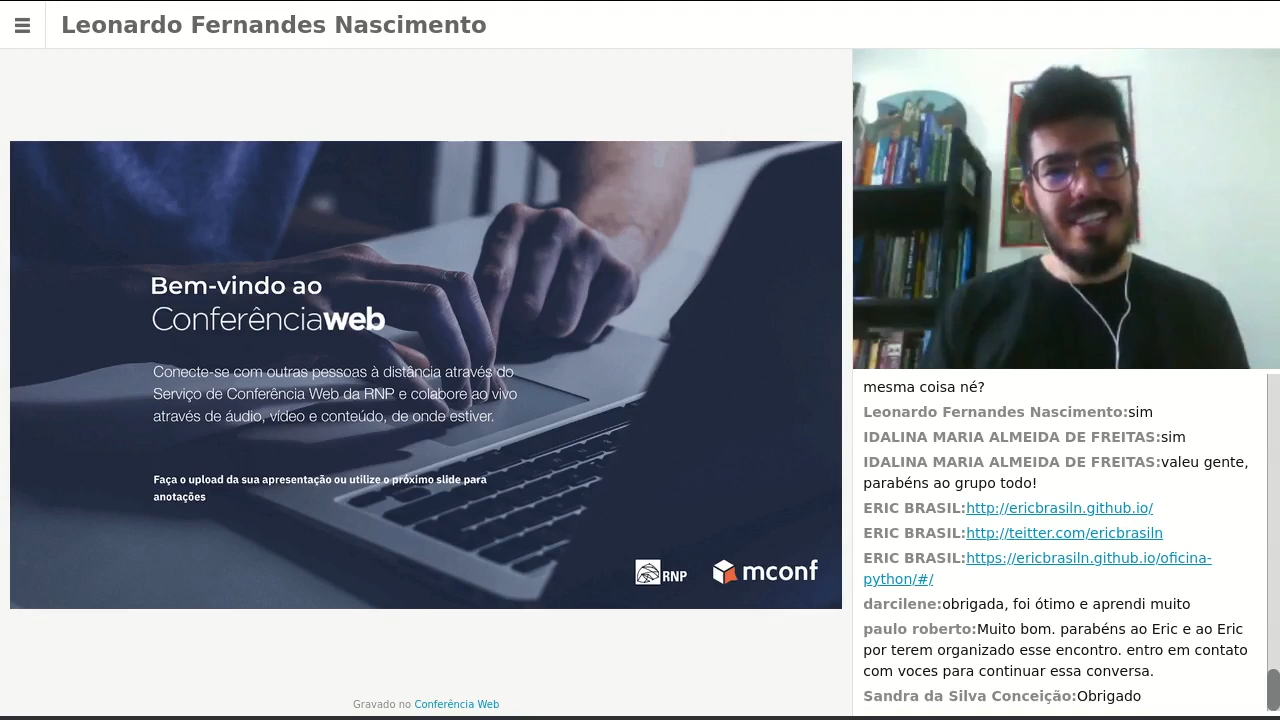 Leonardo Fernandes Nascimento
Bem-vindo ao
Conferênciaweb
Conecte-se com outras pessoas à distância através do
Serviço de Conferência Web da RNP e colabore ao vivo
através de áudio, vídeo e conteúdo, de onde estiver.
Faça o upload da sua apresentação ou utilize o próximo slide para
anotações
RNP
mconf
Gravado no Conferência Web
mesma coisa né?
Leonardo Fernandes Nascimento:sim
IDALINA MARIA ALMEIDA DE FREITAS:sim
IDALINA MARIA ALMEIDA DE FREITAS:valeu gente,
parabéns ao grupo todo!
ERIC BRASIL:http://ericbrasiln.github.io/
ERIC BRASIL:http://teitter.com/ericbrasiln
ERIC BRASIL:https://ericbrasiln.github.io/oficina-
python/#/
darcilene:obrigada, foi ótimo e aprendi muito
paulo roberto:Muito bom. parabéns ao Eric e ao Eric
por terem organizado esse encontro. entro em contato
com voces para continuar essa conversa.
Sandra da Silva Conceição:Obrigado